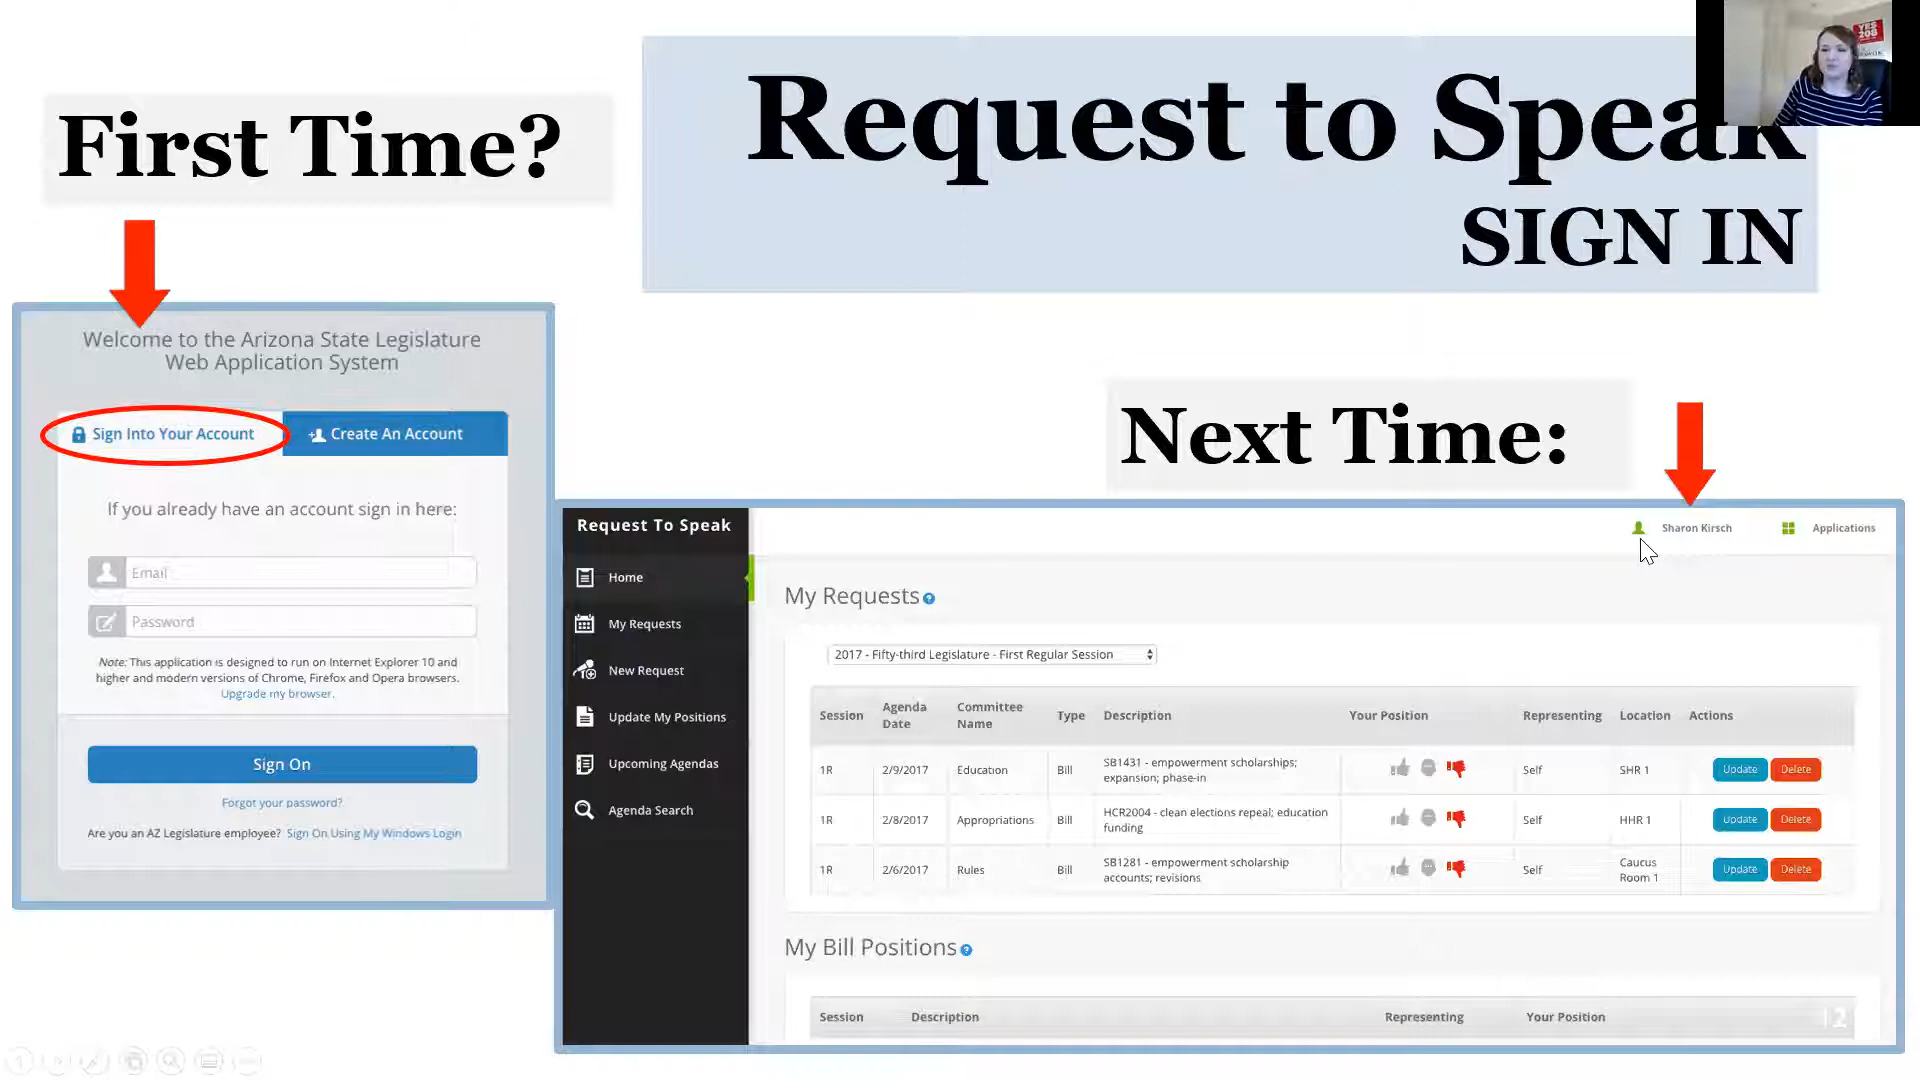 Request to Speak
SIGN IN
YES
208
First Time?
Welcome to the Arizona State Legislature
Web Application System
Sign Into Your Account
Create An Account
If you already have an account sign in here:
Email
Password
Note: This application is designed to run on Internet Explorer 10 and
higher and modern versions of Chrome, Firefox and Opera browsers.
Upgrade my browser.
Sign On
Forgot your password?
Are you an AZ Legislature employee? Sign On Using My Windows Login
Next Time:
Request To Speak
Home
My Requests
New Request
Update My Positions
Upcoming Agendas
Agenda Search
Sharon Kirsch
Applications
My Requests ?
2017 - Fifty-third Legislature - First Regular Session
Session Agenda Date Committee Name Type Description Your Position Representing Location Actions
1R 2/9/2017 Education Bill SB1431 - empowerment scholarships; expansion; phase-in Self SHR 1 Update Delete
1R 2/8/2017 Appropriations Bill HCR2004 - clean elections repeal; education funding Self HHR 1 Update Delete
1R 2/6/2017 Rules Bill SB1281 - empowerment scholarship accounts; revisions Self Caucus Room 1 Update Delete
My Bill Positions ?
Session Description Representing Your Position
12